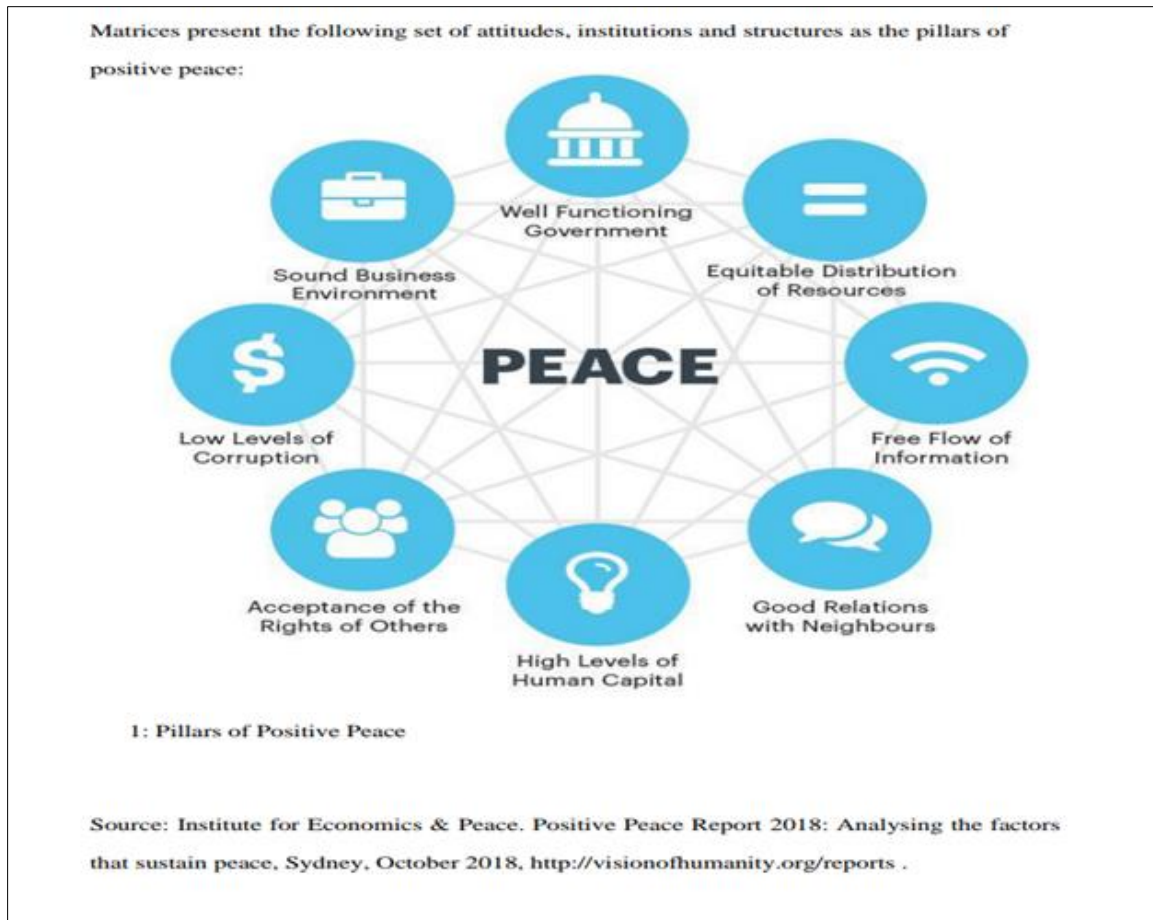 Matrices present the following set of attitudes, institutions and structures as the pillars of
positive peace:
Well Functioning
Government
Sound Business
Environment
Equitable Distribution
of Resources
PEACE
Low Levels of
Corruption
Free Flow of
Information
Acceptance of the
Rights of Others
Good Relations
with Neighbours
High Levels of
Human Capital
1: Pillars of Positive Peace
Source: Institute for Economics & Peace. Positive Peace Report 2018: Analysing the factors
that sustain peace, Sydney, October 2018, http://visionofhumanity.org/reports .